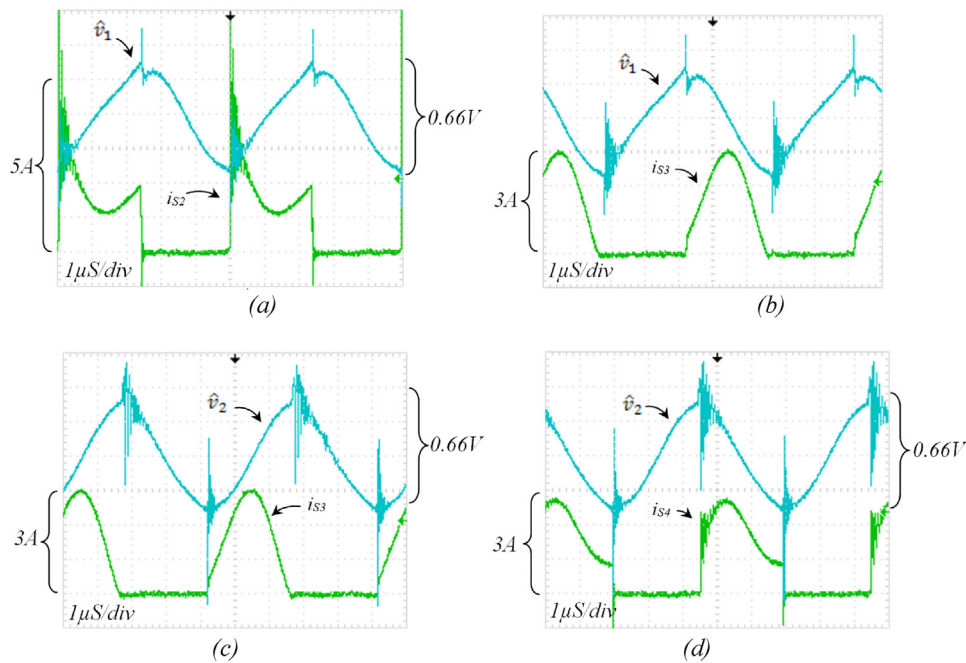 v̂₁
0.66V
5A
iS2
1μS/div
(a)
v̂₁
iS3
3A
1μS/div
(b)
v̂₂
0.66V
iS3
3A
1μS/div
(c)
v̂₂
0.66V
iS4
3A
1μS/div
(d)